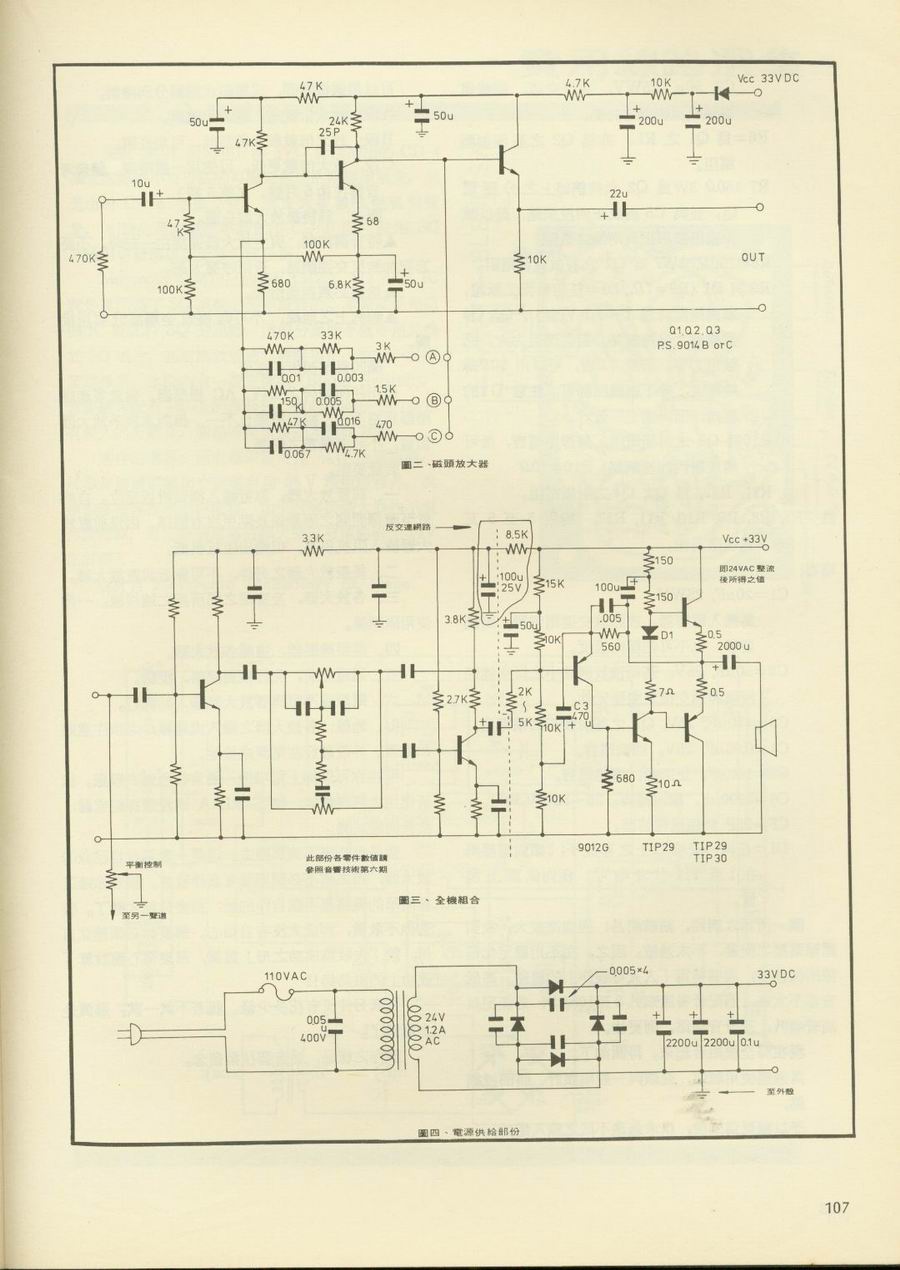 Vcc 33V DC
4.7K
10K
47K
50u
24K
50u
200u
200u
25P
47K
10u
22u
47
K
68
470K
100K
10K
OUT
100K
680
6.8K
50u
Q1,Q2,Q3
P.S. 9014B orC
470K
33K
3K
A
0.01
0.003
1.5K
B
150
K
0.005
47K
0.016
470
C
0.067
4.7K
圖二、磁頭放大器
反交連網路
8.5K
Vcc +33V
3.3K
150
即24VAC 整流
後所得之值
100u
25V
15K
100u
150
.005
3.8K
50u
10K
560
D1
0.5
2000u
2.7K
2K
5K
C3
470
u
7Ω
0.5
10K
680
10Ω
10K
9012G
TIP29
TIP29
TIP30
平衡控制
此部份各零件數值請
參照音響技術第六期
至另一聲道
圖三、全機組合
110VAC
0.005×4
33VDC
0.05
u
400V
24V
1.2A
AC
2200u
2200u
0.1u
至外殼
圖四、電源供給部份
107